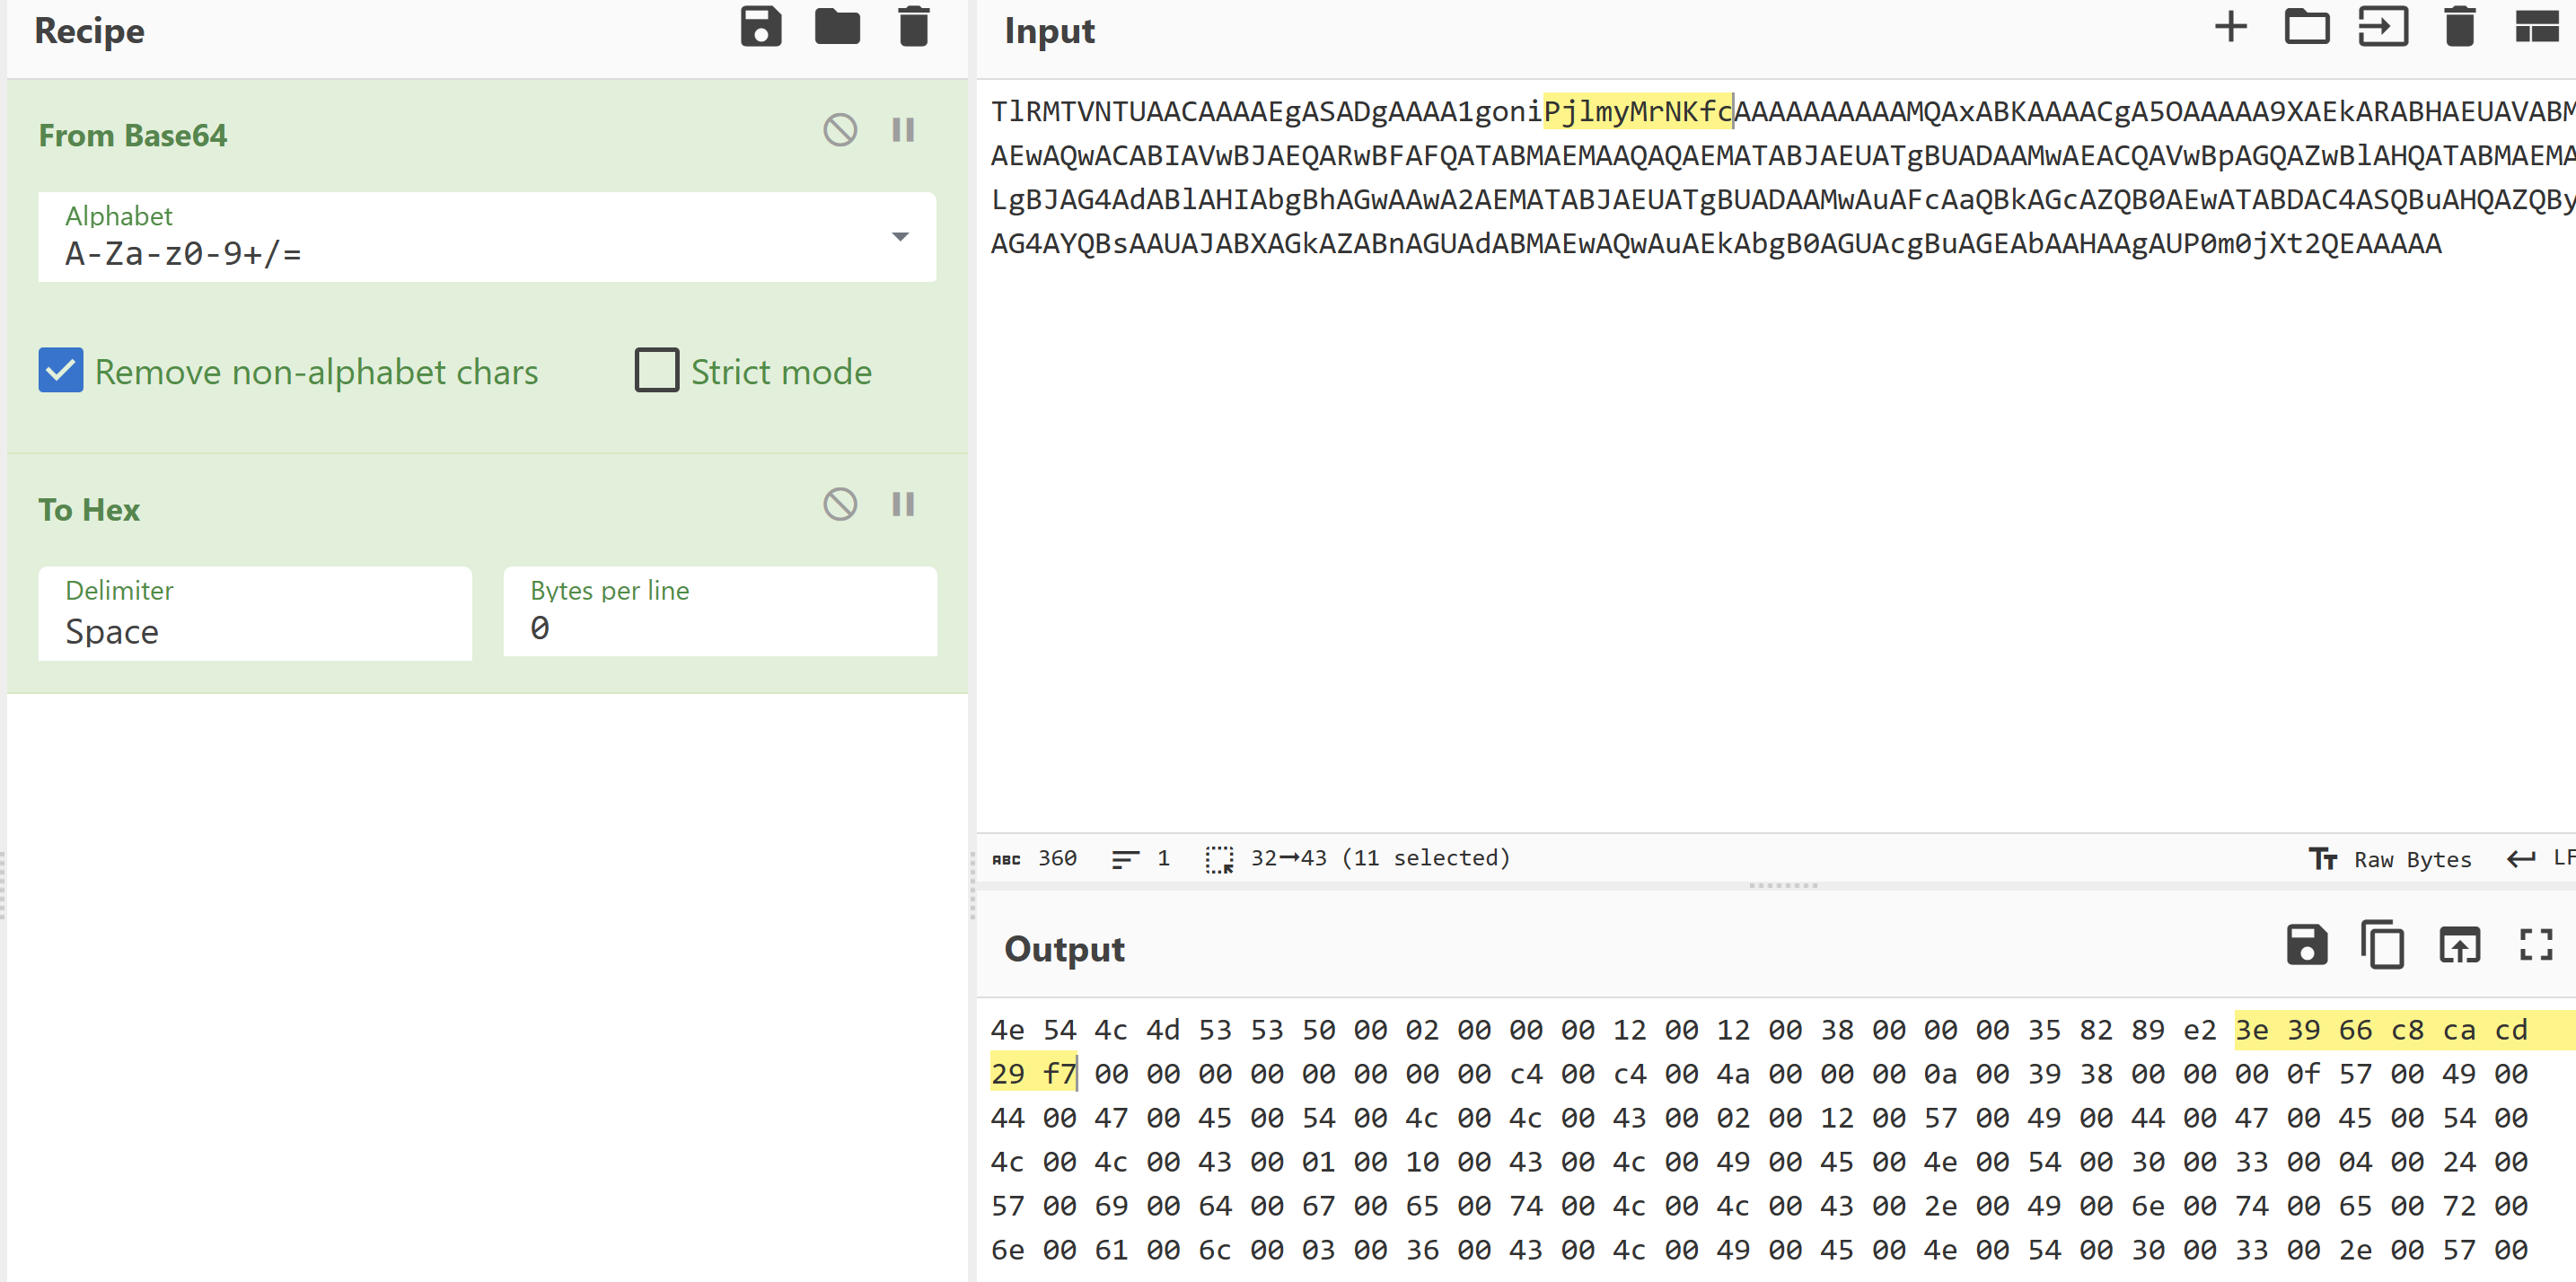 Recipe
From Base64
Alphabet
A-Za-z0-9+/=
Remove non-alphabet chars
Strict mode
To Hex
Delimiter
Space
Bytes per line
0
Input
TlRMTVNTUAACAAAAEgASADgAAAA1goniPjlmyMrNKfcAAAAAAAAAAMQAxABKAAAACgA5OAAAAA9XAEkARABHAEUAVABM
AEwAQwACABIAVwBJAEQARwBFAFQATABMAEMAAQAQAEMATABJAEUATgBUADAAMwAEACQAVwBpAGQAZwBlAHQATABMAEMA
LgBJAG4AdABlAHIAbgBhAGwAAwA2AEMATABJAEUATgBUADAAMwAuAFcAaQBkAGcAZQB0AEwATABDAC4ASQBuAHQAZQBy
AG4AYQBsAAUAJABXAGkAZABnAGUAdABMAEwAQwAuAEkAbgB0AGUAcgBuAGEAbAAHAAgAUP0m0jXt2QEAAAAA
ABC 360 1 32→43 (11 selected)
Raw Bytes LF
Output
4e 54 4c 4d 53 53 50 00 02 00 00 00 12 00 12 00 38 00 00 00 35 82 89 e2 3e 39 66 c8 ca cd
29 f7 00 00 00 00 00 00 00 00 c4 00 c4 00 4a 00 00 00 0a 00 39 38 00 00 00 0f 57 00 49 00
44 00 47 00 45 00 54 00 4c 00 4c 00 43 00 02 00 12 00 57 00 49 00 44 00 47 00 45 00 54 00
4c 00 4c 00 43 00 01 00 10 00 43 00 4c 00 49 00 45 00 4e 00 54 00 30 00 33 00 04 00 24 00
57 00 69 00 64 00 67 00 65 00 74 00 4c 00 4c 00 43 00 2e 00 49 00 6e 00 74 00 65 00 72 00
6e 00 61 00 6c 00 03 00 36 00 43 00 4c 00 49 00 45 00 4e 00 54 00 30 00 33 00 2e 00 57 00